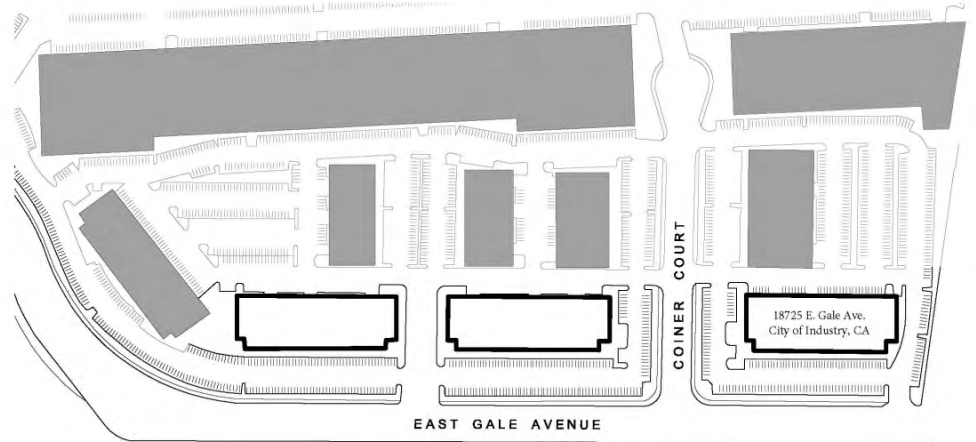 COINER COURT
18725 E. Gale Ave.
City of Industry, CA
EAST GALE AVENUE